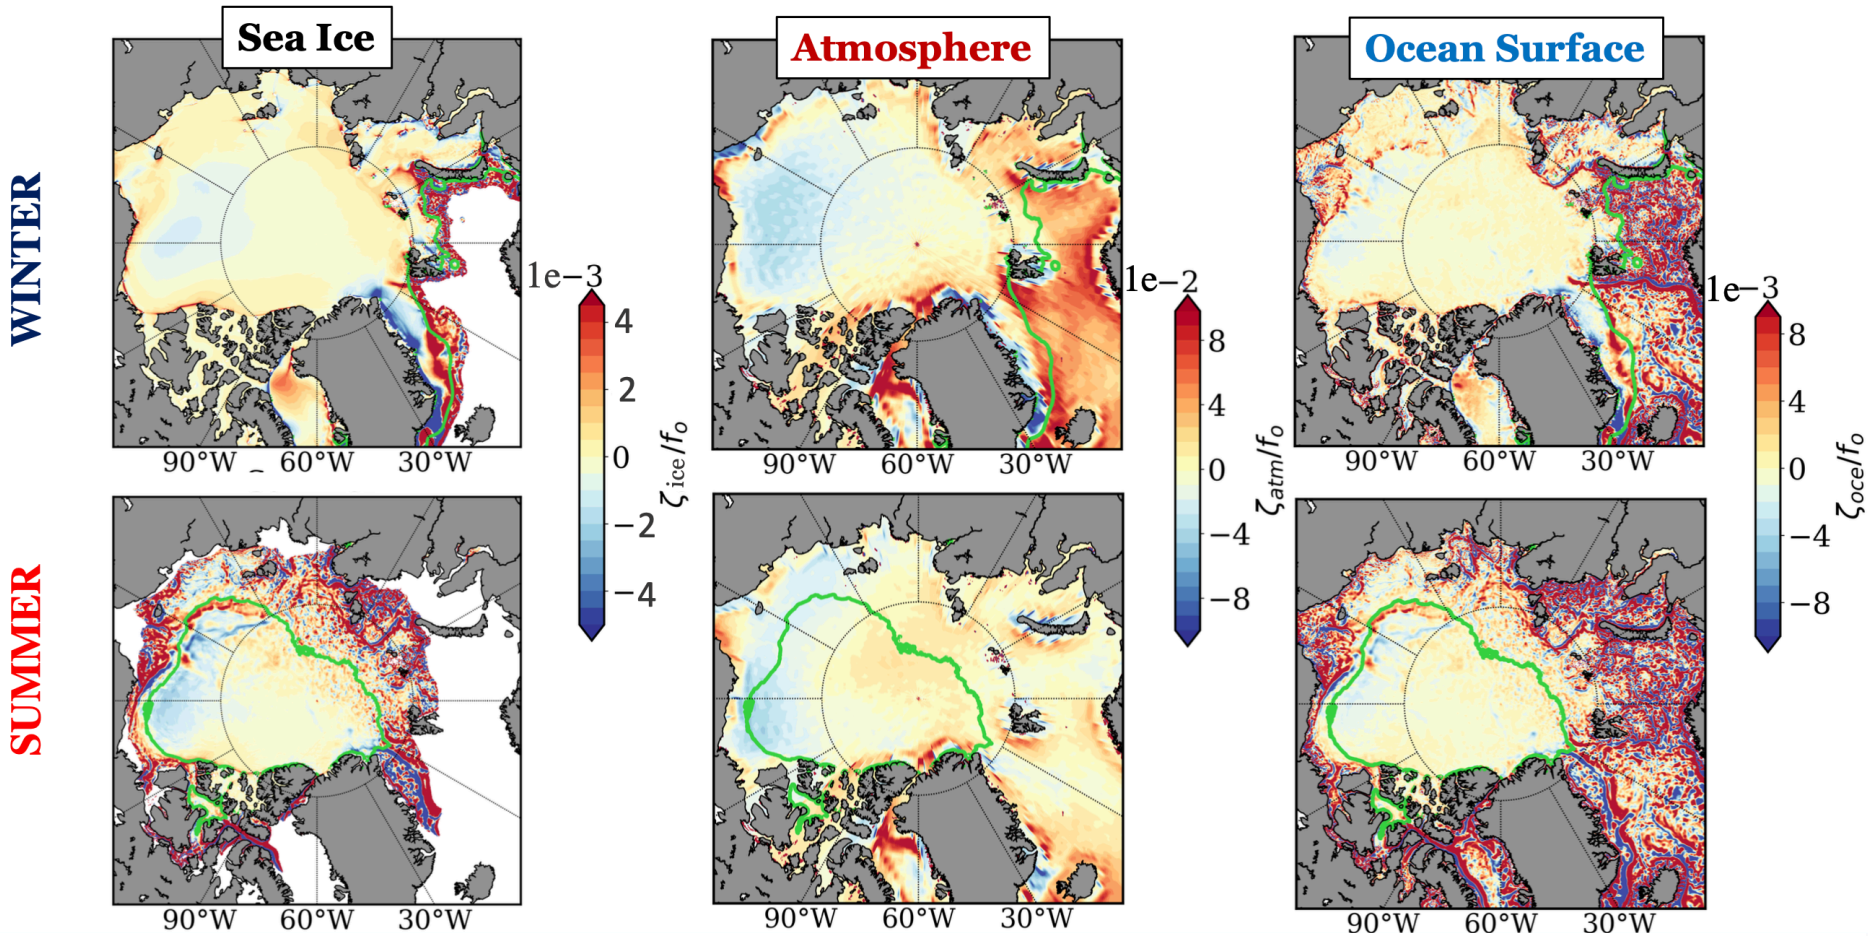 Sea Ice
Atmosphere
Ocean Surface
WINTER
90°W 60°W 30°W
90°W 60°W 30°W
90°W 60°W 30°W
1e−3
4
2
0
−2
−4
ζice/fo
1e−2
8
4
0
−4
−8
ζatm/fo
1e−3
8
4
0
−4
−8
ζoce/fo
SUMMER
90°W 60°W 30°W
90°W 60°W 30°W
90°W 60°W 30°W